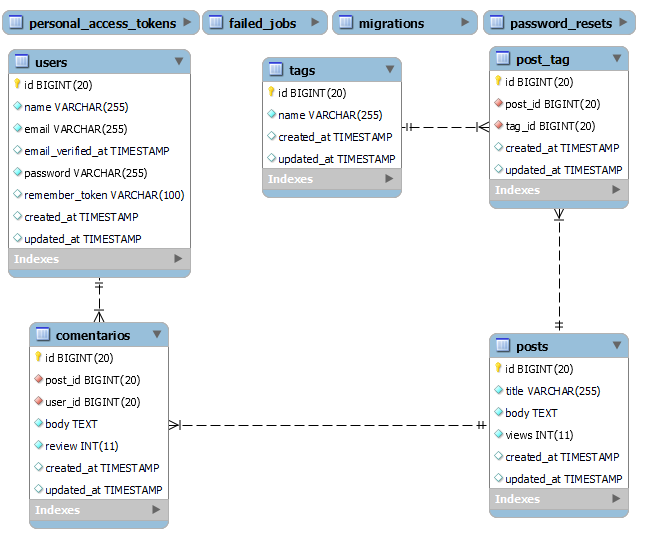 personal_access_tokens
failed_jobs
migrations
password_resets
users
id BIGINT(20)
name VARCHAR(255)
email VARCHAR(255)
email_verified_at TIMESTAMP
password VARCHAR(255)
remember_token VARCHAR(100)
created_at TIMESTAMP
updated_at TIMESTAMP
Indexes
tags
id BIGINT(20)
name VARCHAR(255)
created_at TIMESTAMP
updated_at TIMESTAMP
Indexes
post_tag
id BIGINT(20)
post_id BIGINT(20)
tag_id BIGINT(20)
created_at TIMESTAMP
updated_at TIMESTAMP
Indexes
comentarios
id BIGINT(20)
post_id BIGINT(20)
user_id BIGINT(20)
body TEXT
review INT(11)
created_at TIMESTAMP
updated_at TIMESTAMP
Indexes
posts
id BIGINT(20)
title VARCHAR(255)
body TEXT
views INT(11)
created_at TIMESTAMP
updated_at TIMESTAMP
Indexes